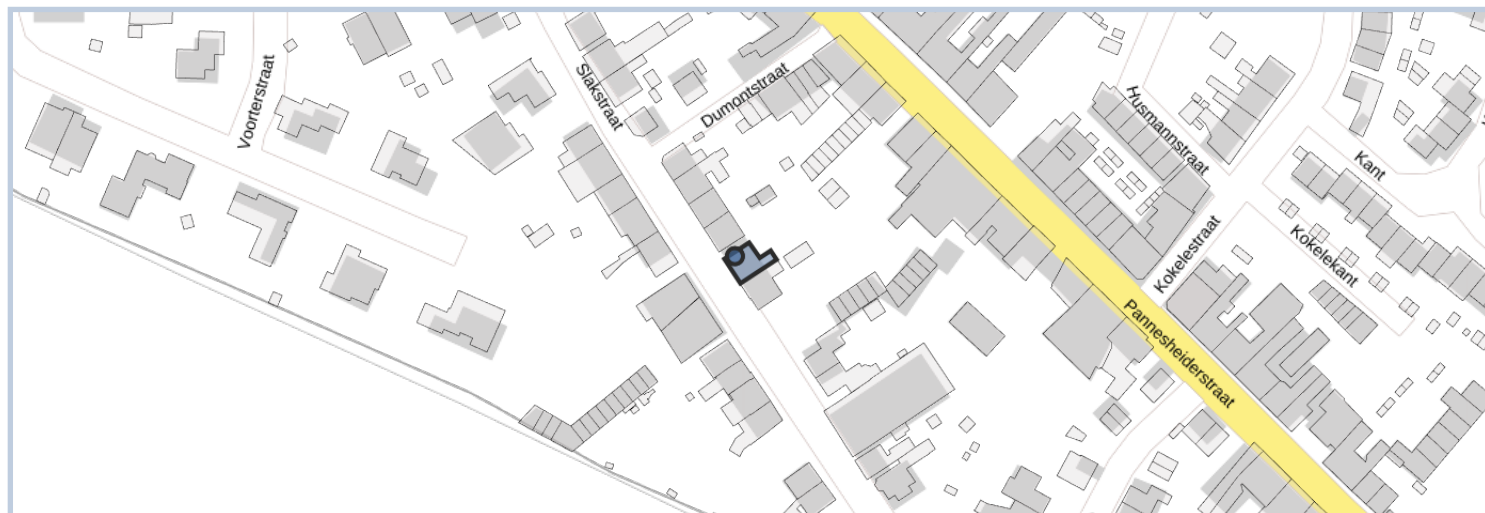 Voorterstraat
Slakstraat
Dumontstraat
Husmannstraat
Kant
Kokelestraat
Kokelekant
Pannesheiderstraat